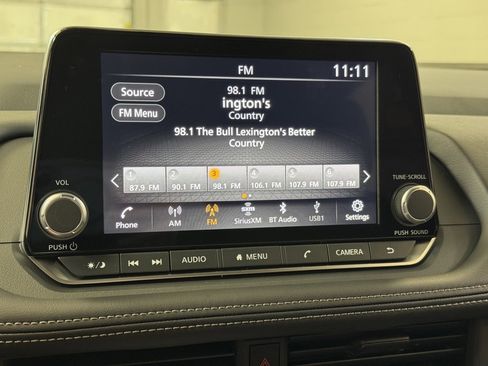 FM 11:11
Source
98.1 FM
ington's
Country
FM Menu
98.1 The Bull Lexington's Better
Country
1 2 3 4 5 6
87.9 FM 90.1 FM 98.1 FM 106.1 FM 107.9 FM 107.9 FM
VOL
TUNE•SCROLL
Phone AM FM SiriusXM BT Audio USB1 Settings
PUSH
PUSH SOUND
AUDIO MENU CAMERA